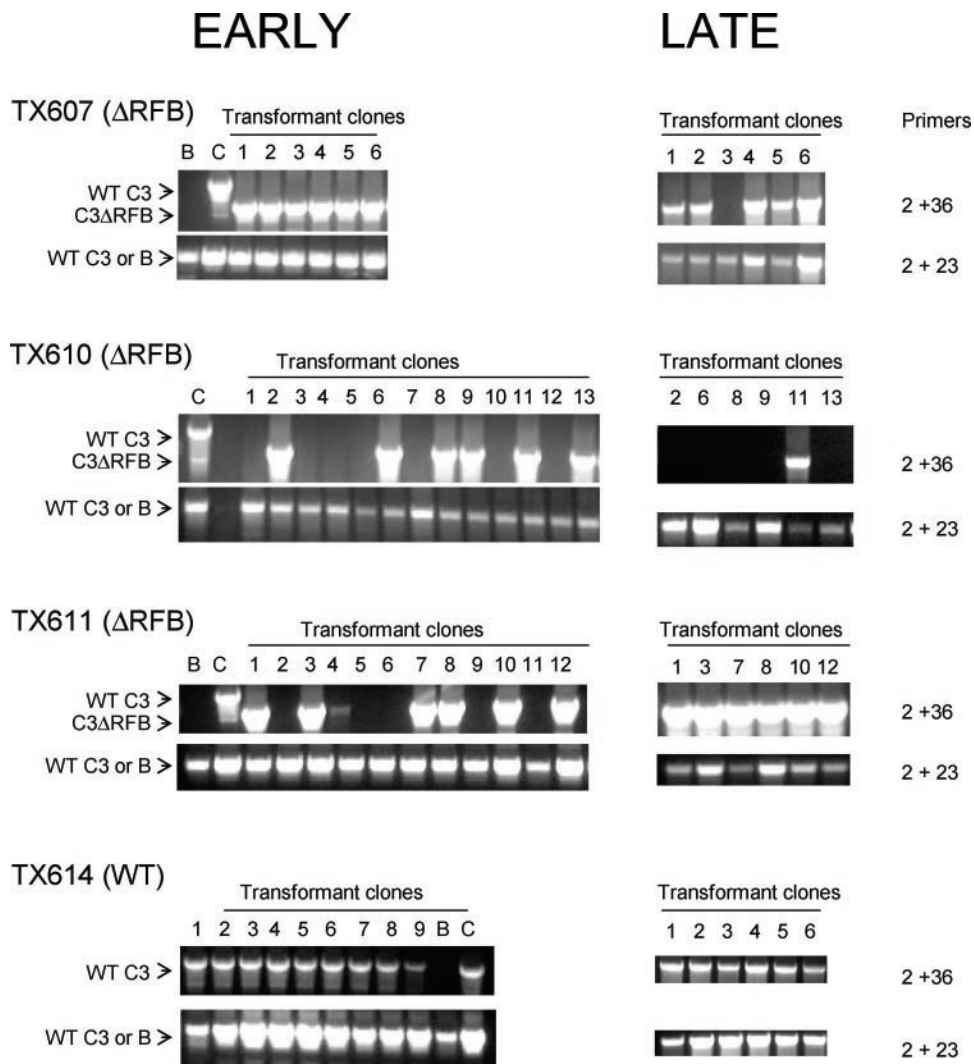 EARLY LATE
TX607 (ΔRFB)
Transformant clones Transformant clones Primers
B C 1 2 3 4 5 6 1 2 3 4 5 6
WT C3 >
C3ΔRFB > 2 +36
WT C3 or B > 2 + 23
TX610 (ΔRFB)
Transformant clones Transformant clones
C 1 2 3 4 5 6 7 8 9 10 11 12 13 2 6 8 9 11 13
WT C3 >
C3ΔRFB > 2 +36
WT C3 or B > 2 + 23
TX611 (ΔRFB)
Transformant clones Transformant clones
B C 1 2 3 4 5 6 7 8 9 10 11 12 1 3 7 8 10 12
WT C3 >
C3ΔRFB > 2 +36
WT C3 or B > 2 + 23
TX614 (WT)
Transformant clones Transformant clones
1 2 3 4 5 6 7 8 9 B C 1 2 3 4 5 6
WT C3 > 2 +36
WT C3 or B > 2 + 23